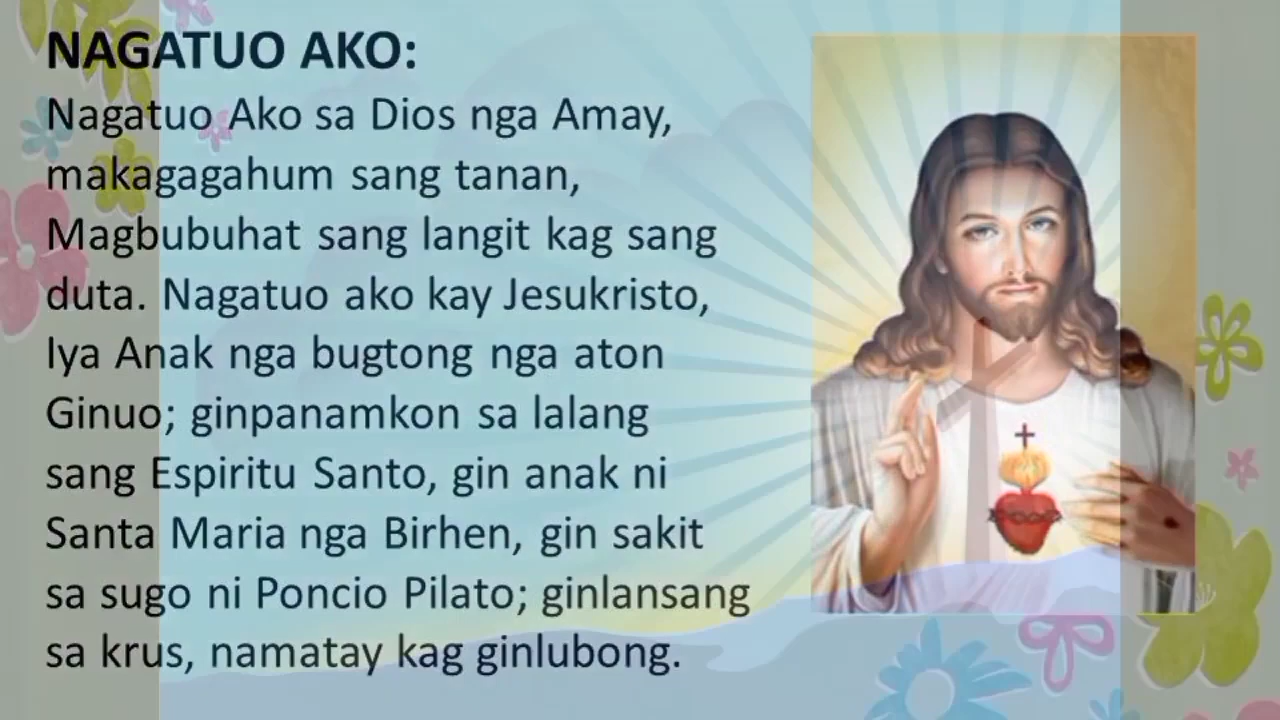 NAGATUO AKO:
Nagatuo Ako sa Dios nga Amay,
makagagahum sang tanan,
Magbubuhat sang langit kag sang
duta. Nagatuo ako kay Jesukristo,
Iya Anak nga bugtong nga aton
Ginuo; ginpanamkon sa lalang
sang Espiritu Santo, gin anak ni
Santa Maria nga Birhen, gin sakit
sa sugo ni Poncio Pilato; ginlansang
sa krus, namatay kag ginlubong.